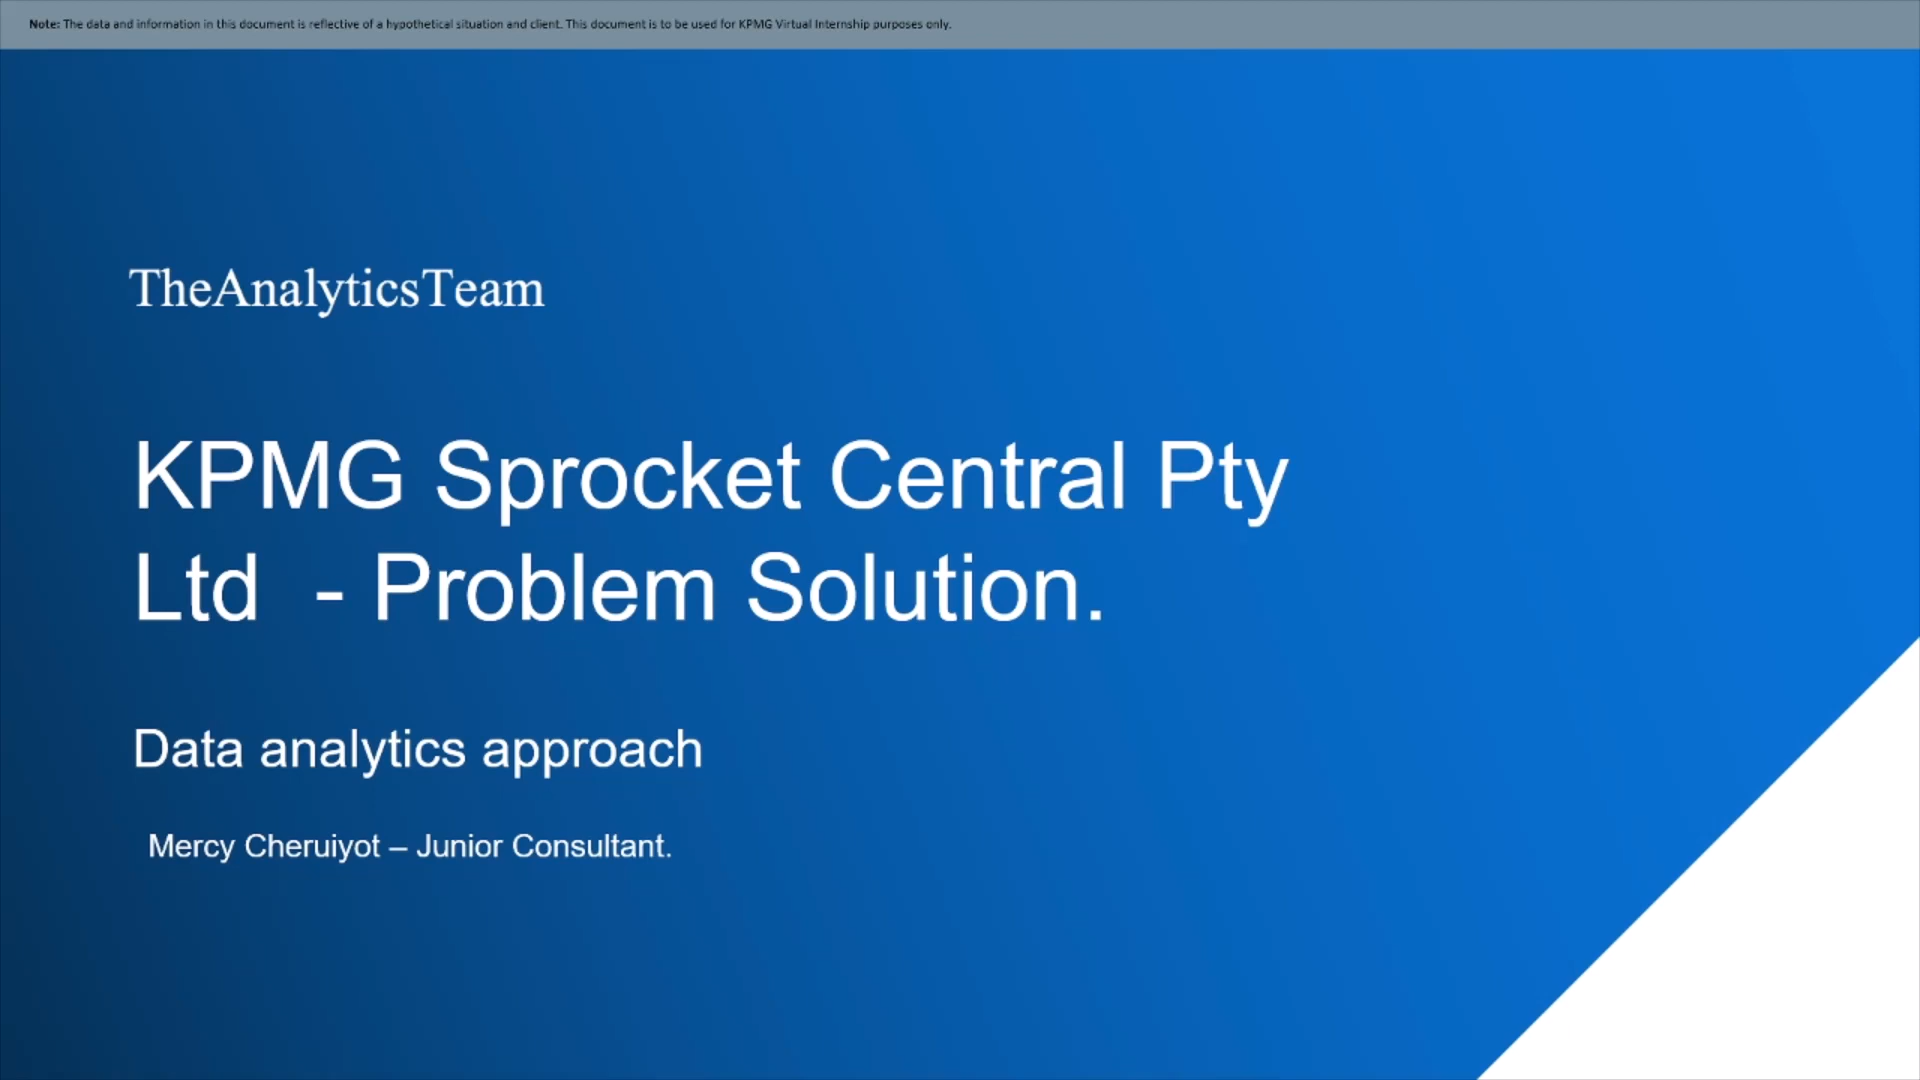 Note: The data and information in this document is reflective of a hypothetical situation and client. This document is to be used for KPMG Virtual Internship purposes only.
TheAnalyticsTeam
KPMG Sprocket Central Pty
Ltd  - Problem Solution.
Data analytics approach
Mercy Cheruiyot – Junior Consultant.